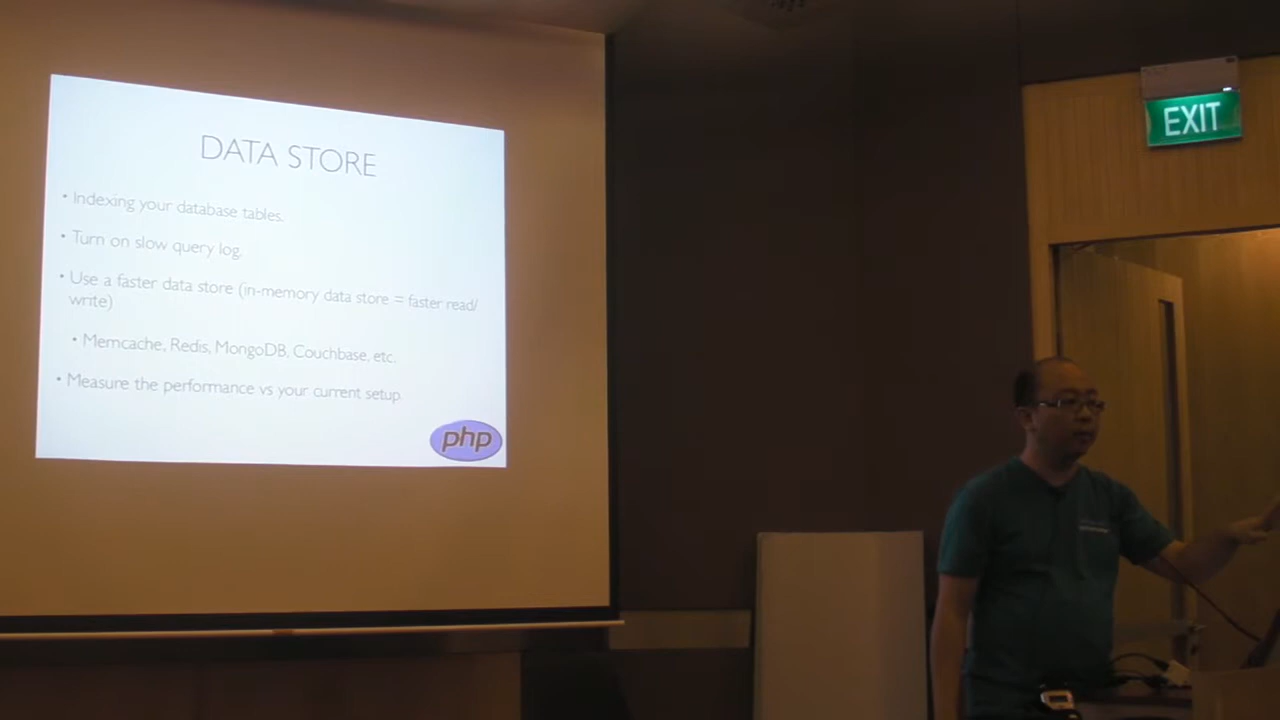 DATA STORE
• Indexing your database tables.
• Turn on slow query log.
• Use a faster data store (in-memory data store = faster read/
write)
• Memcache, Redis, MongoDB, Couchbase, etc.
• Measure the performance vs your current setup.
php
EXIT